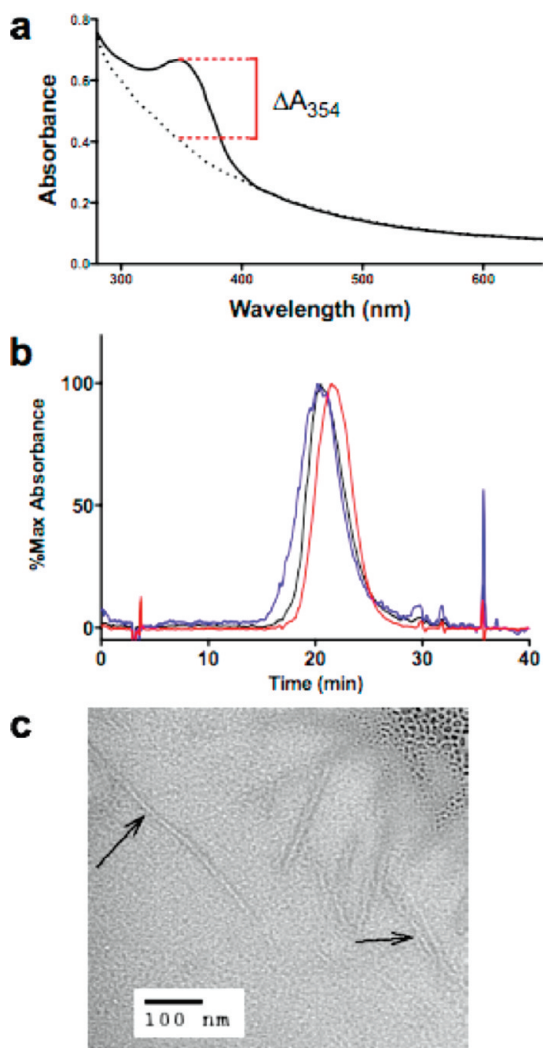 a
0.8
0.6
0.4
0.2
0.0
Absorbance
ΔA354
300 400 500 600
Wavelength (nm)
b
100
50
0
%Max Absorbance
0 10 20 30 40
Time (min)
c
100 nm